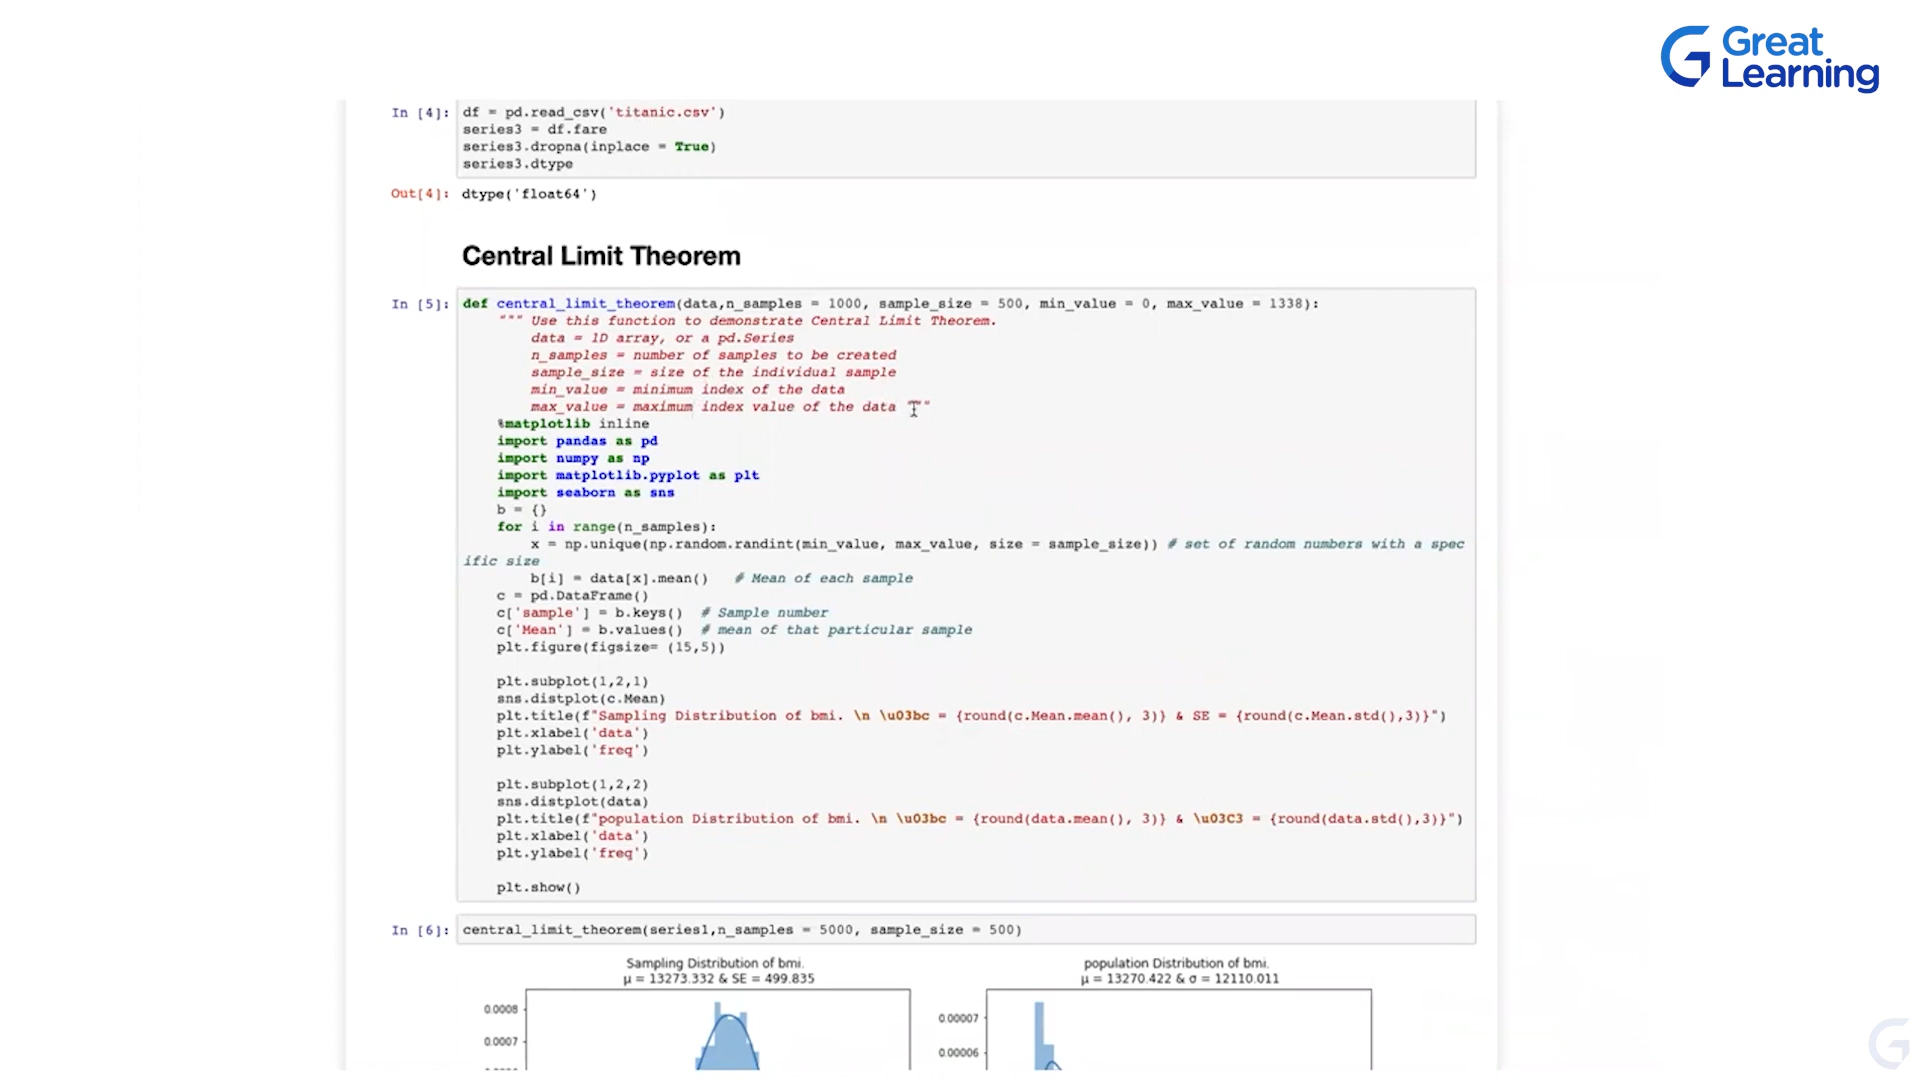 Great
Learning
In [4]: df = pd.read_csv('titanic.csv')
series3 = df.fare
series3.dropna(inplace = True)
series3.dtype
Out[4]: dtype('float64')
Central Limit Theorem
In [5]: def central_limit_theorem(data,n_samples = 1000, sample_size = 500, min_value = 0, max_value = 1338):
""" Use this function to demonstrate Central Limit Theorem.
data = 1D array, or a pd.Series
n_samples = number of samples to be created
sample_size = size of the individual sample
min_value = minimum index of the data
max_value = maximum index value of the data """
%matplotlib inline
import pandas as pd
import numpy as np
import matplotlib.pyplot as plt
import seaborn as sns
b = {}
for i in range(n_samples):
x = np.unique(np.random.randint(min_value, max_value, size = sample_size)) # set of random numbers with a spec
ific size
b[i] = data[x].mean() # Mean of each sample
c = pd.DataFrame()
c['sample'] = b.keys() # Sample number
c['Mean'] = b.values() # mean of that particular sample
plt.figure(figsize= (15,5))
plt.subplot(1,2,1)
sns.distplot(c.Mean)
plt.title(f"Sampling Distribution of bmi. \n \u03bc = {round(c.Mean.mean(), 3)} & SE = {round(c.Mean.std(),3)}")
plt.xlabel('data')
plt.ylabel('freq')
plt.subplot(1,2,2)
sns.distplot(data)
plt.title(f"population Distribution of bmi. \n \u03bc = {round(data.mean(), 3)} & \u03C3 = {round(data.std(),3)}")
plt.xlabel('data')
plt.ylabel('freq')
plt.show()
In [6]: central_limit_theorem(series1,n_samples = 5000, sample_size = 500)
Sampling Distribution of bmi.
μ = 13273.332 & SE = 499.835
0.0008
0.0007
population Distribution of bmi.
μ = 13270.422 & σ = 12110.011
0.00007
0.00006